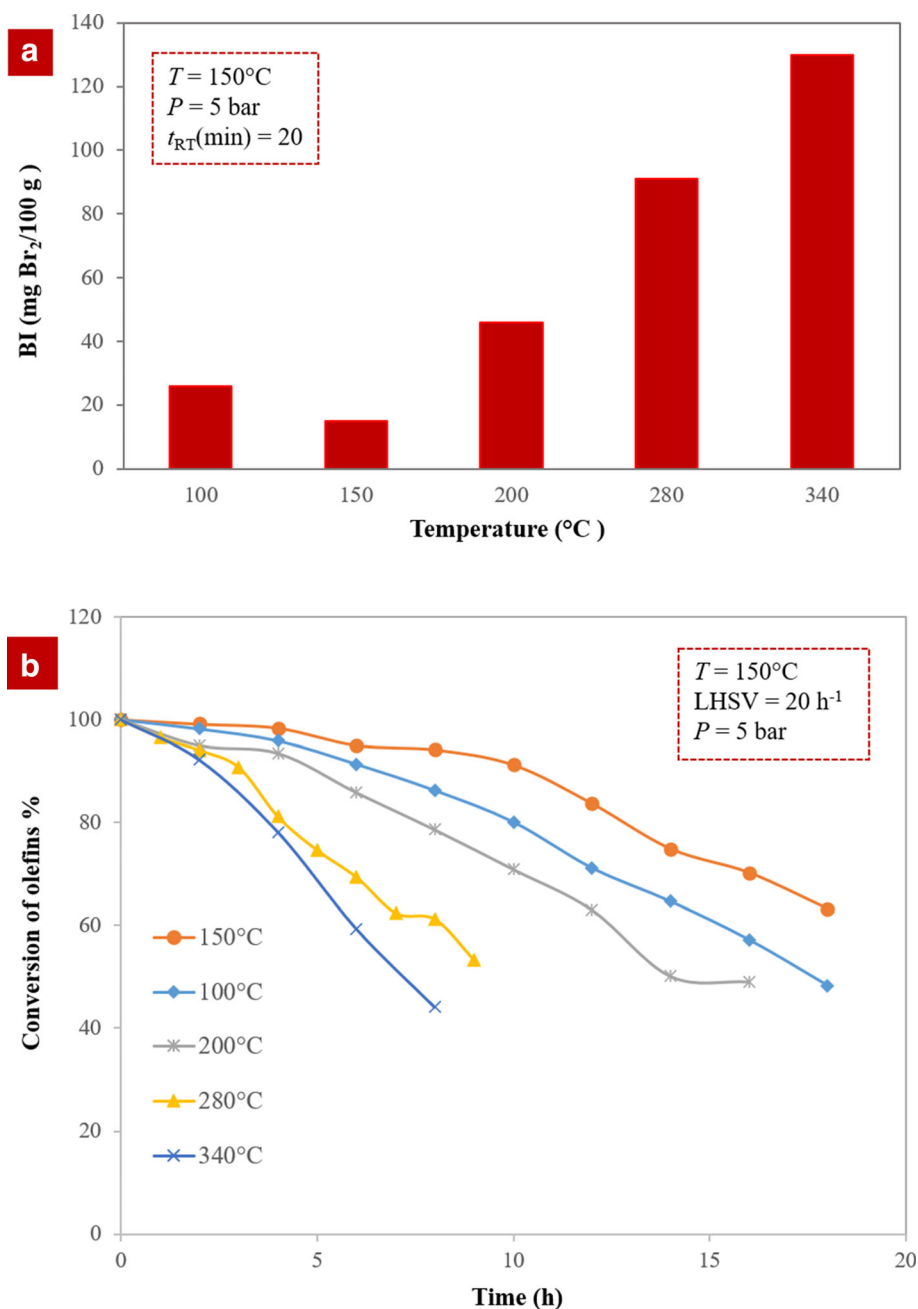 a
T = 150°C
P = 5 bar
t_RT(min) = 20
BI (mg Br₂/100 g )
140
120
100
80
60
40
20
0
100 150 200 280 340
Temperature (°C )
b
T = 150°C
LHSV = 20 h⁻¹
P = 5 bar
Conversion of olefins %
120
100
80
60
40
20
0
150°C
100°C
200°C
280°C
340°C
0 5 10 15 20
Time (h)